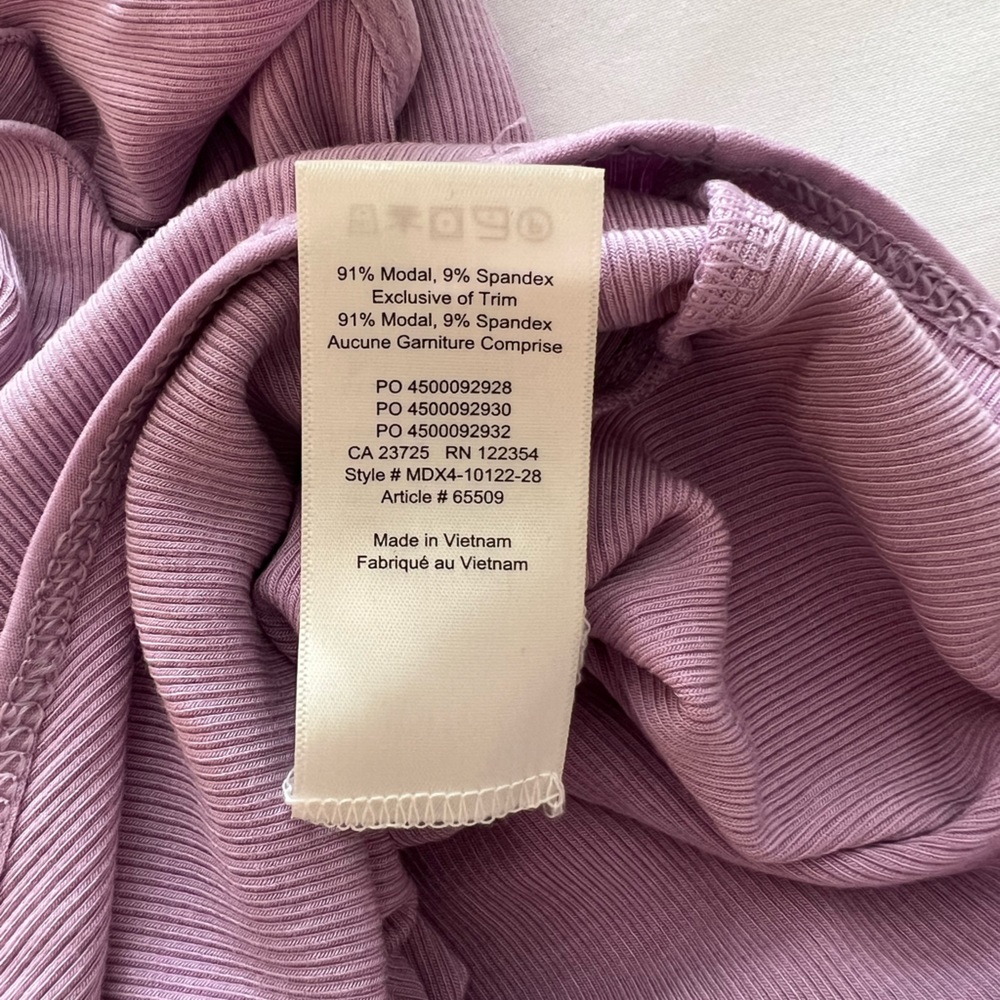 91% Modal, 9% Spandex
Exclusive of Trim
91% Modal, 9% Spandex
Aucune Garniture Comprise
PO 4500092928
PO 4500092930
PO 4500092932
CA 23725 RN 122354
Style # MDX4-10122-28
Article # 65509
Made in Vietnam
Fabriqué au Vietnam